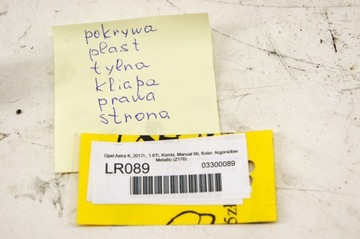 pokrywa
plast
tylna
kliapa
prawa
strona
Opel Astra K, 2017r., 1.6Ti, Kombi, Manual 6b, Kolor: Argonsilber
Metallic (Z176)
LR089
03300089